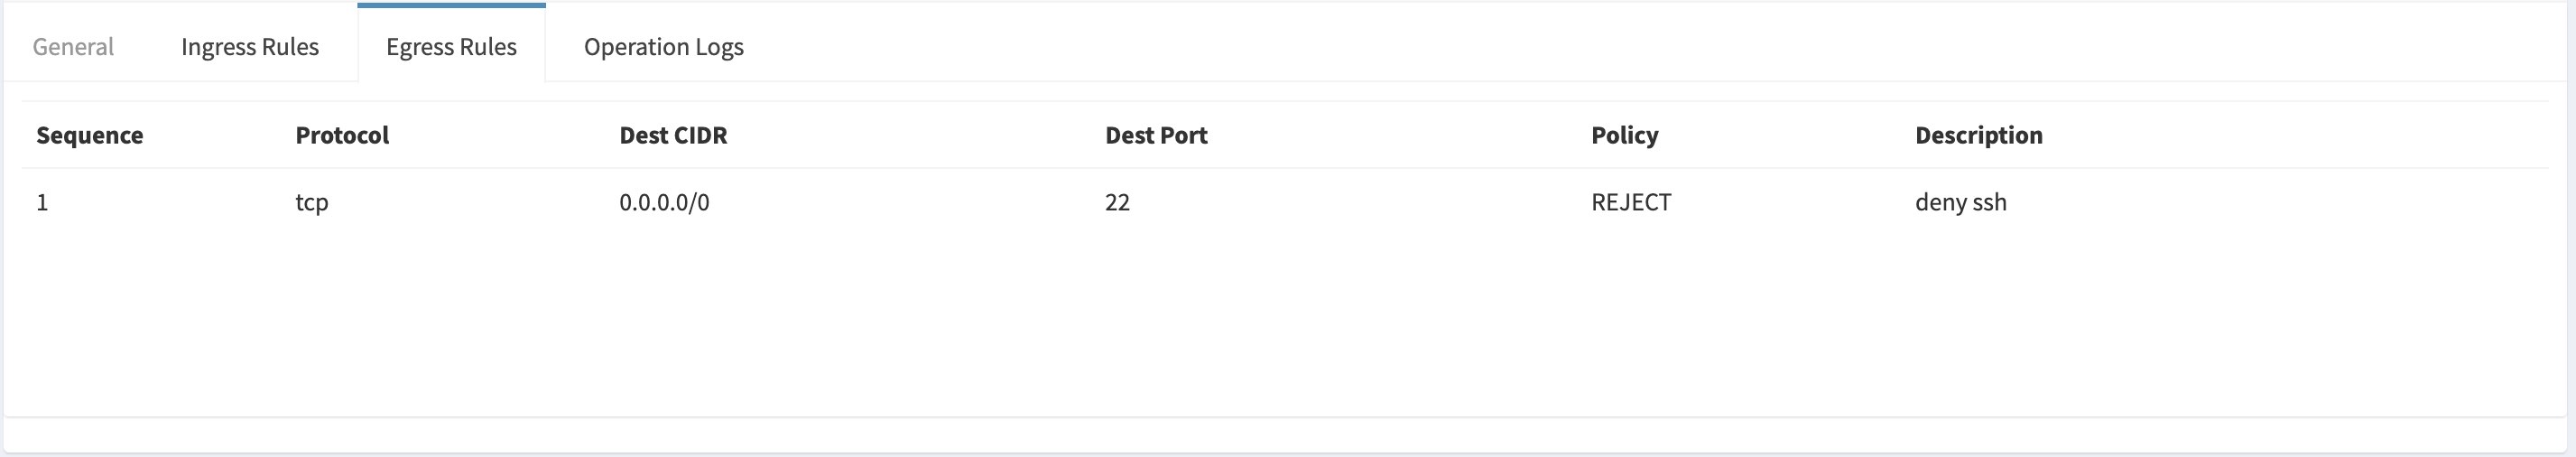 General Ingress Rules Egress Rules Operation Logs
Sequence Protocol Dest CIDR Dest Port Policy Description
1 tcp 0.0.0.0/0 22 REJECT deny ssh